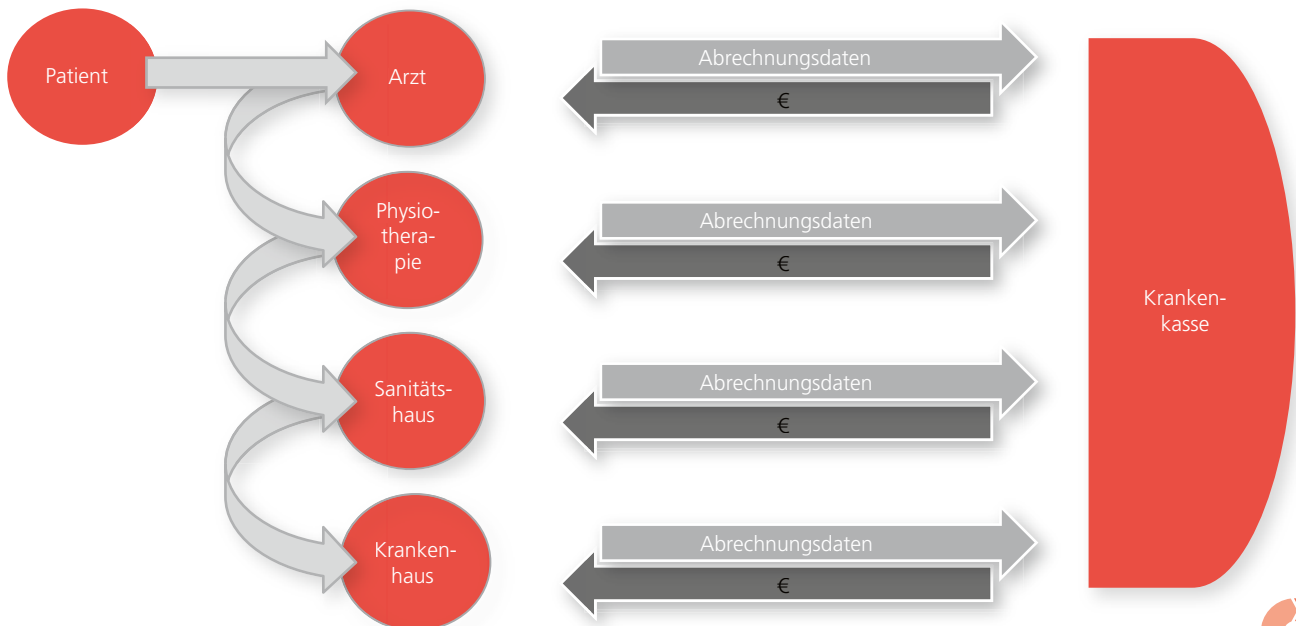 Patient
Arzt
Abrechnungsdaten
€
Physio-
thera-
pie
Abrechnungsdaten
€
Kranken-
kasse
Sanitäts-
haus
Abrechnungsdaten
€
Kranken-
haus
Abrechnungsdaten
€